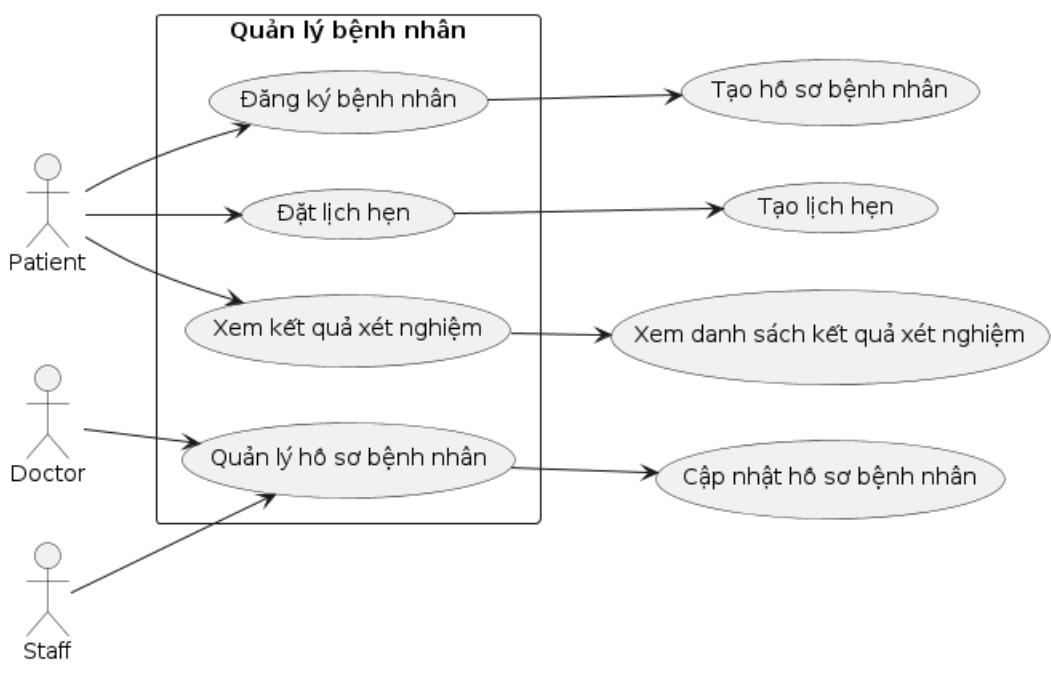 Quản lý bệnh nhân
Đăng ký bệnh nhân
Tạo hồ sơ bệnh nhân
Patient
Đặt lịch hẹn
Tạo lịch hẹn
Xem kết quả xét nghiệm
Xem danh sách kết quả xét nghiệm
Doctor
Quản lý hồ sơ bệnh nhân
Cập nhật hồ sơ bệnh nhân
Staff